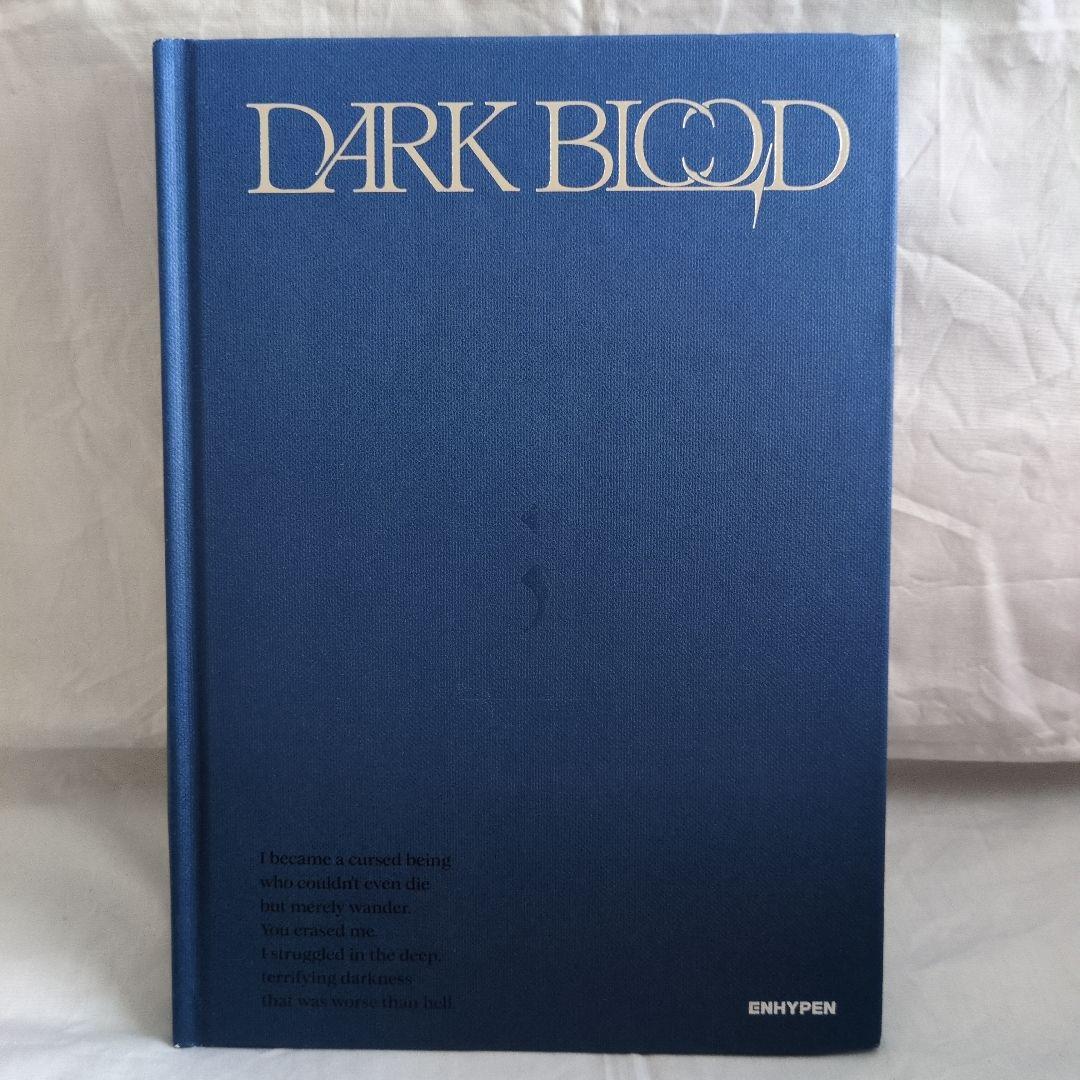 DARK BLOOD
I became a cursed being
who couldn't even die
but merely wander.
You erased me.
I struggled in the deep,
terrifying darkness
that was worse than hell.
ENHYPEN